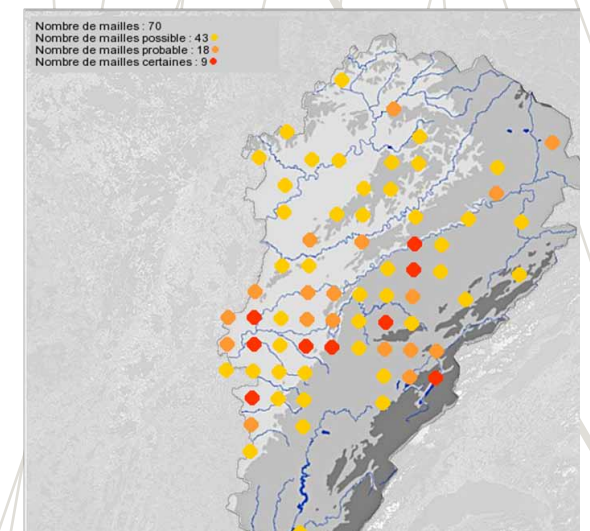 Nombre de mailles : 70
Nombre de mailles possible : 43
Nombre de mailles probable : 18
Nombre de mailles certaines : 9